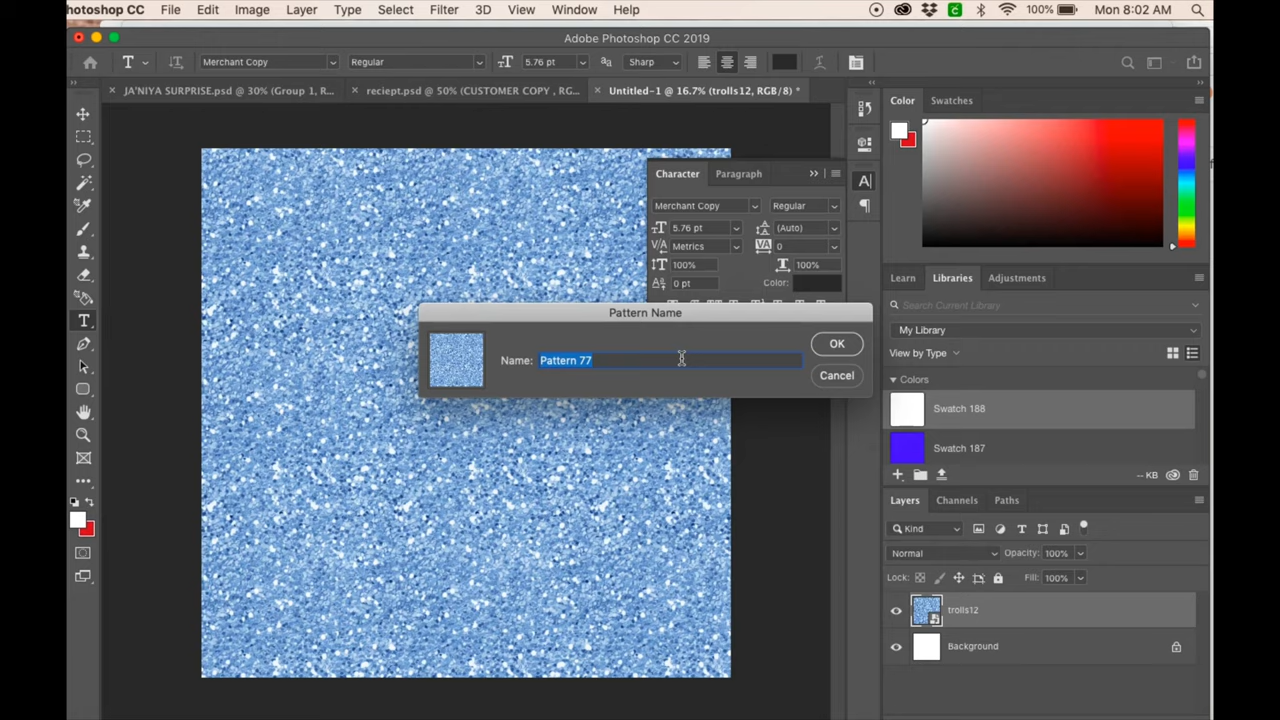 hotoshop CC File Edit Image Layer Type Select Filter 3D View Window Help 100% Mon 8:02 AM
Adobe Photoshop CC 2019
T Merchant Copy Regular 5.76 pt Sharp
JA'NIYA SURPRISE.psd @ 30% (Group 1, R... reciept.psd @ 50% (CUSTOMER COPY , RG... Untitled-1 @ 16.7% (trolls12, RGB/8) *
Color Swatches
Character Paragraph
Merchant Copy Regular
5.76 pt (Auto)
Metrics 0
100% 100%
0 pt Color:
Learn Libraries Adjustments
Search Current Library
My Library
View by Type
Colors
Swatch 188
Swatch 187
-- KB
Pattern Name
Name: Pattern 77
OK
Cancel
Layers Channels Paths
Kind
Normal Opacity: 100%
Lock: Fill: 100%
trolls12
Background